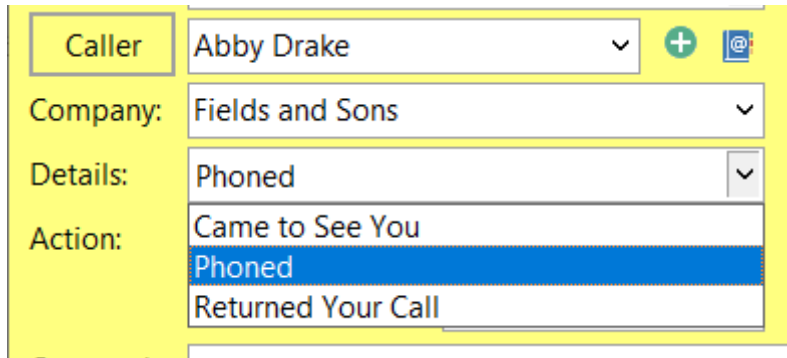 Caller Abby Drake
Company: Fields and Sons
Details: Phoned
Action: Came to See You
Phoned
Returned Your Call